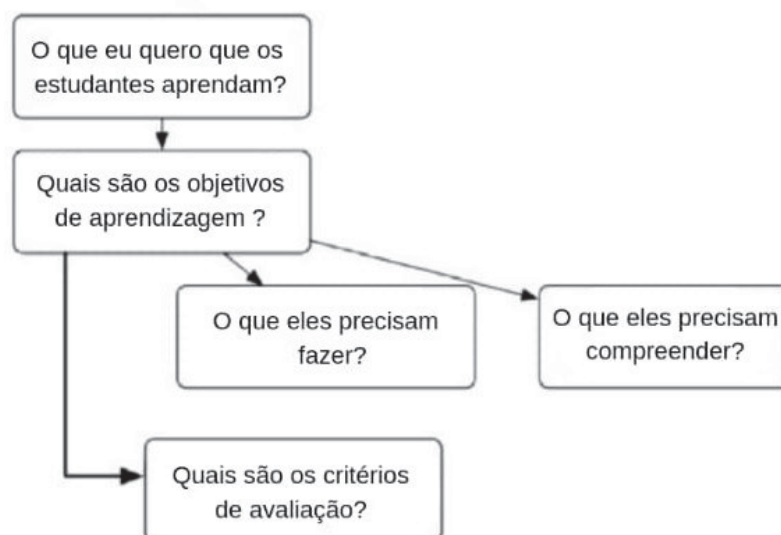 O que eu quero que os
estudantes aprendam?
Quais são os objetivos
de aprendizagem ?
O que eles precisam
fazer?
O que eles precisam
compreender?
Quais são os critérios
de avaliação?